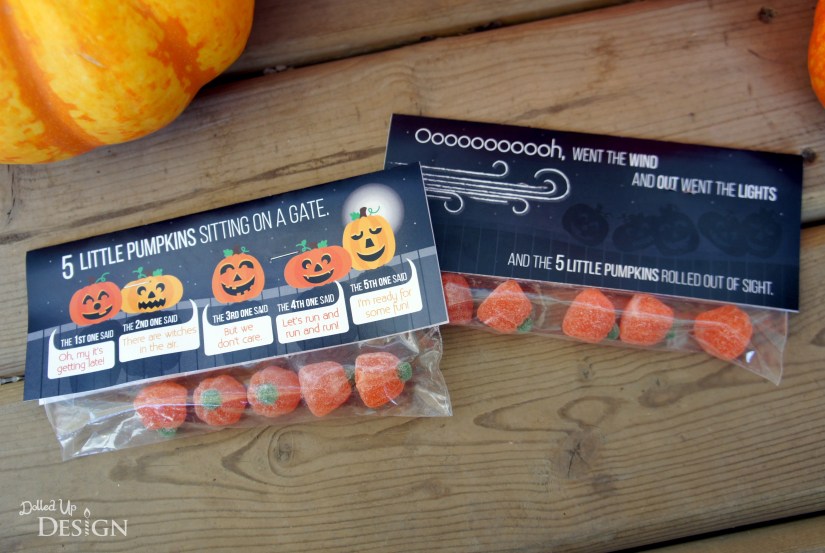 5 LITTLE PUMPKINS SITTING ON A GATE.
THE 1ST ONE SAID
Oh, my it's
getting late!
THE 2ND ONE SAID
There are witches
in the air.
THE 3RD ONE SAID
But we
don't care...
THE 4TH ONE SAID
Let's run and
run and run!
THE 5TH ONE SAID
I'm ready for
some fun!
Ooooooooooh, WENT THE WIND
AND OUT WENT THE LIGHTS
AND THE 5 LITTLE PUMPKINS ROLLED OUT OF SIGHT.
Dolled Up
DESIGN